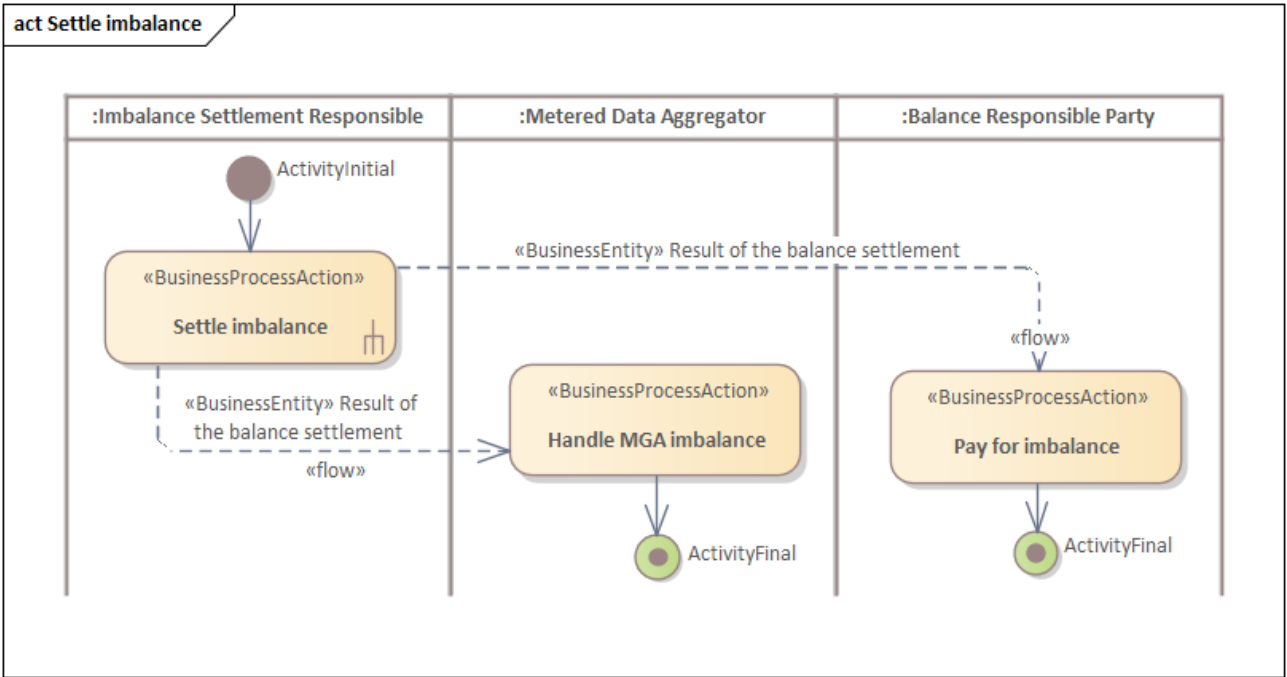 act Settle imbalance
:Imbalance Settlement Responsible
:Metered Data Aggregator
:Balance Responsible Party
ActivityInitial
«BusinessEntity» Result of the balance settlement
«BusinessProcessAction»
Settle imbalance
«flow»
«BusinessEntity» Result of
the balance settlement
«flow»
«BusinessProcessAction»
Handle MGA imbalance
«BusinessProcessAction»
Pay for imbalance
ActivityFinal
ActivityFinal